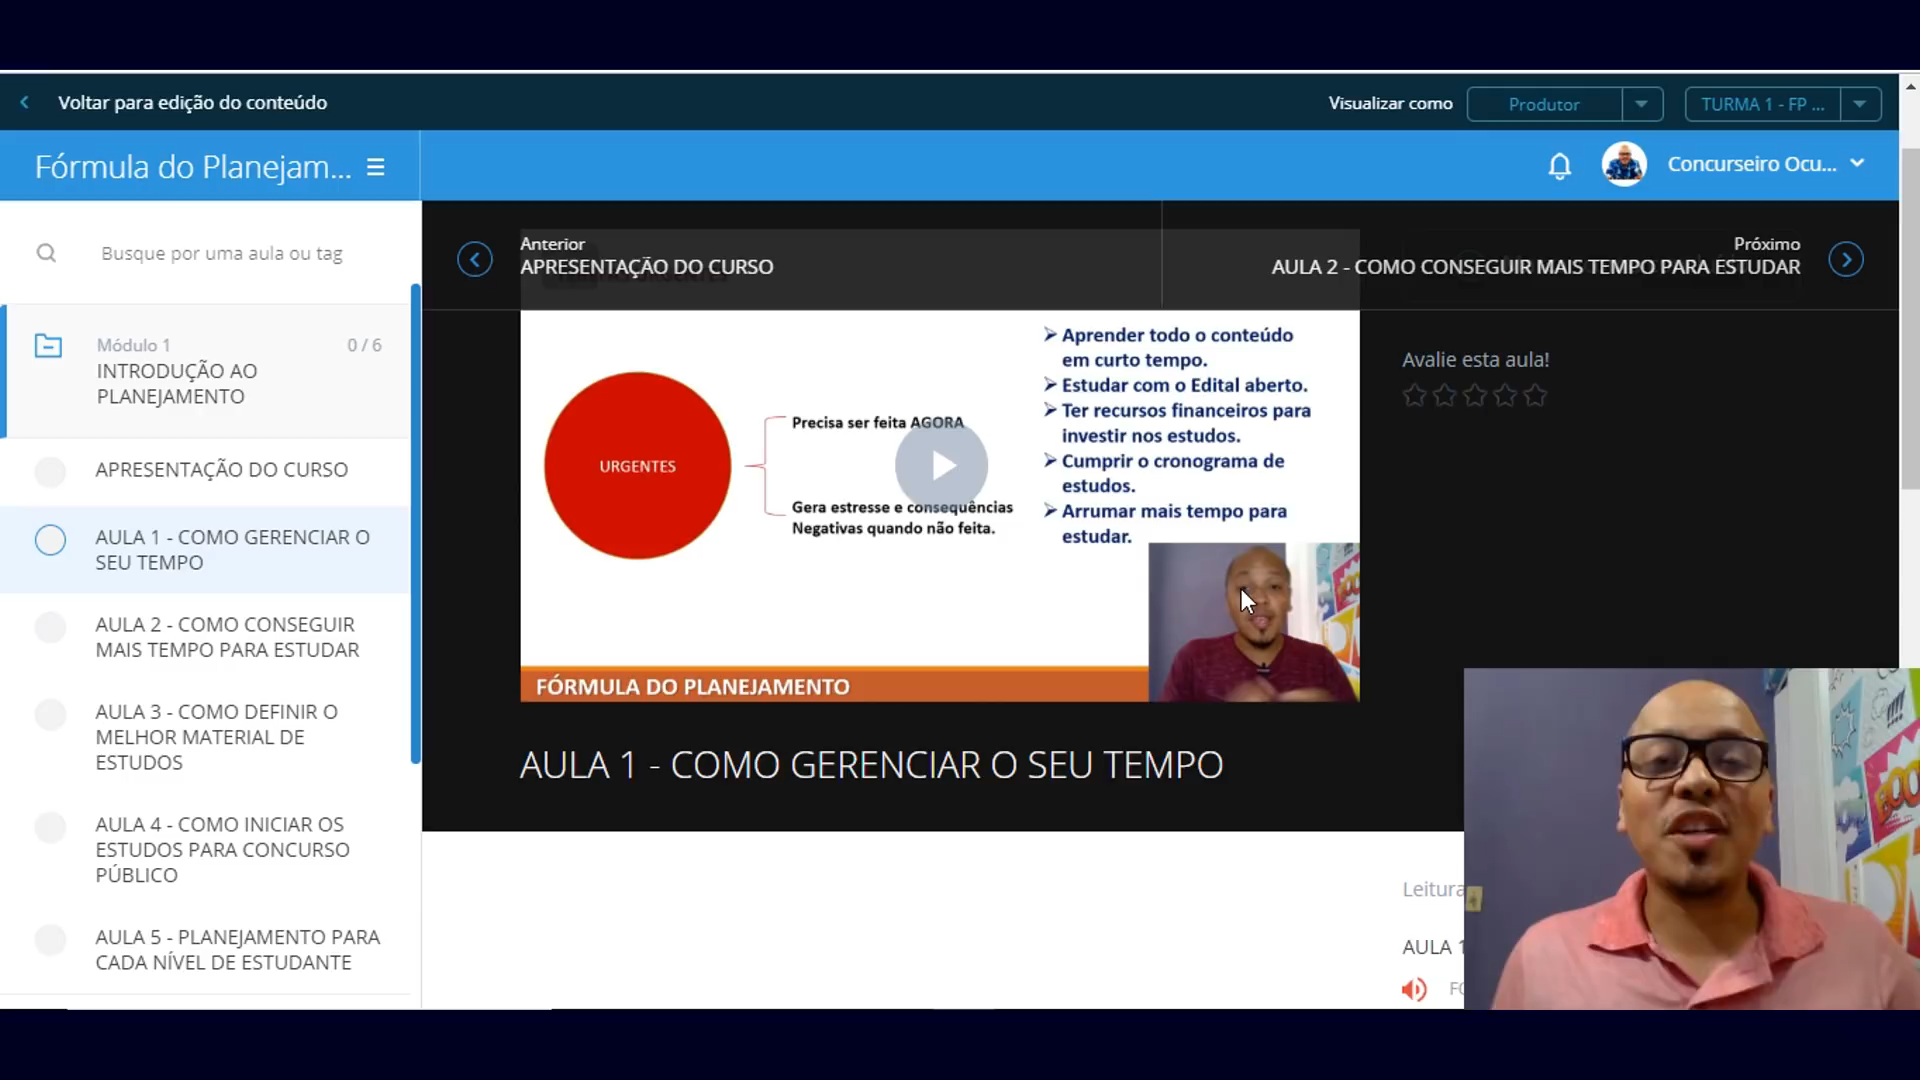 Voltar para edição do conteúdo
Visualizar como
Produtor
TURMA 1 - FP ...
Fórmula do Planejam...
Concurseiro Ocu...
Busque por uma aula ou tag
Módulo 1
0 / 6
INTRODUÇÃO AO
PLANEJAMENTO
APRESENTAÇÃO DO CURSO
AULA 1 - COMO GERENCIAR O
SEU TEMPO
AULA 2 - COMO CONSEGUIR
MAIS TEMPO PARA ESTUDAR
AULA 3 - COMO DEFINIR O
MELHOR MATERIAL DE
ESTUDOS
AULA 4 - COMO INICIAR OS
ESTUDOS PARA CONCURSO
PÚBLICO
AULA 5 - PLANEJAMENTO PARA
CADA NÍVEL DE ESTUDANTE
Anterior
APRESENTAÇÃO DO CURSO
Próximo
AULA 2 - COMO CONSEGUIR MAIS TEMPO PARA ESTUDAR
URGENTES
Precisa ser feita AGORA
Gera estresse e consequências
Negativas quando não feita.
➢ Aprender todo o conteúdo
em curto tempo.
➢ Estudar com o Edital aberto.
➢ Ter recursos financeiros para
investir nos estudos.
➢ Cumprir o cronograma de
estudos.
➢ Arrumar mais tempo para
estudar.
FÓRMULA DO PLANEJAMENTO
Avalie esta aula!
AULA 1 - COMO GERENCIAR O SEU TEMPO
Leitura
AULA 1